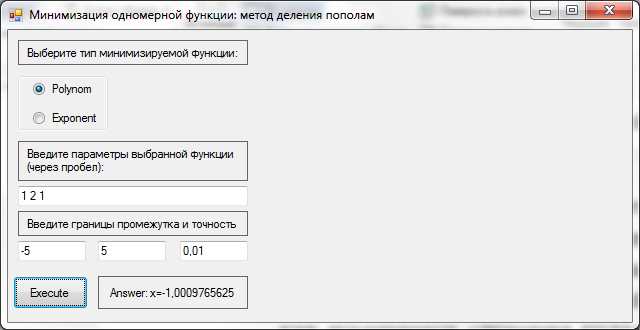 Минимизация одномерной функции: метод деления пополам
Выберите тип минимизируемой функции:
Polynom
Exponent
Введите параметры выбранной функции
(через пробел):
1 2 1
Введите границы промежутка и точность
-5 5 0,01
Execute Answer: x=-1,0009765625